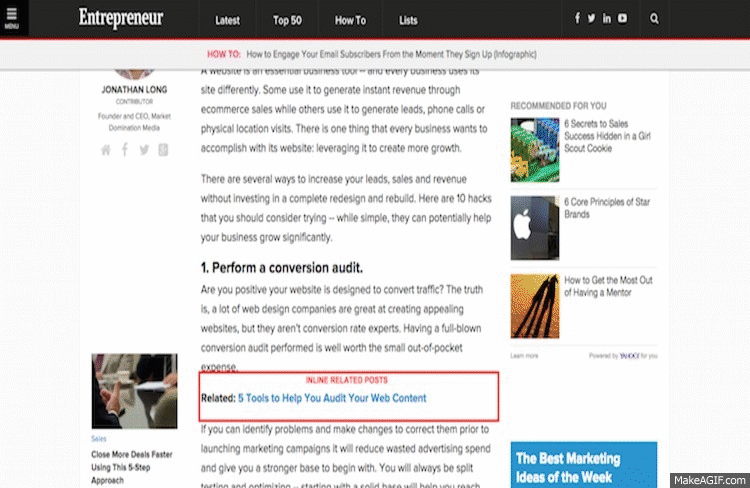 MENU
Entrepreneur
Latest
Top 50
How To
Lists
HOW TO: How to Engage Your Email Subscribers From the Moment They Sign Up (Infographic)
JONATHAN LONG
CONTRIBUTOR
Founder and CEO, Market
Domination Media
A website is an essential business tool -- and every business uses its
site differently. Some use it to generate instant revenue through
ecommerce sales while others use it to generate leads, phone calls or
physical location visits. There is one thing that every business wants to
accomplish with its website: leveraging it to create more growth.
There are several ways to increase your leads, sales and revenue
without investing in a complete redesign and rebuild. Here are 10 hacks
that you should consider trying -- while simple, they can potentially help
your business grow significantly.
1. Perform a conversion audit.
Are you positive your website is designed to convert traffic? The truth
is, a lot of web design companies are great at creating appealing
websites, but they aren't conversion rate experts. Having a full-blown
conversion audit performed is well worth the small out-of-pocket
expense.
INLINE RELATED POSTS
Related: 5 Tools to Help You Audit Your Web Content
If you can identify problems and make changes to correct them prior to
launching marketing campaigns it will reduce wasted advertising spend
and give you a stronger base to begin with. You will always be split
testing and optimizing -- starting with a solid base will help you reach
Sales
Close More Deals Faster
Using This 5-Step
Approach
RECOMMENDED FOR YOU
6 Secrets to Sales
Success Hidden in a Girl
Scout Cookie
6 Core Principles of Star
Brands
How to Get the Most Out
of Having a Mentor
Learn more
Powered by YAHOO! for you
The Best Marketing
Ideas of the Week
MakeAGIF.com